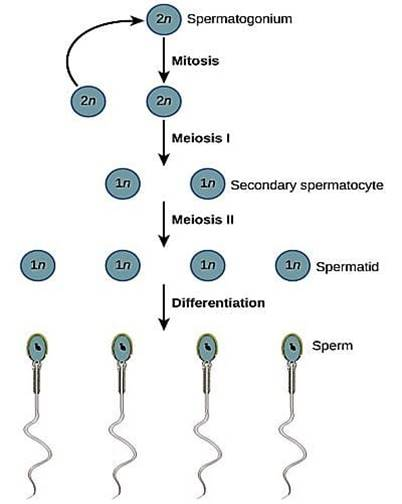 2n Spermatogonium
Mitosis
2n 2n
Meiosis I
1n 1n Secondary spermatocyte
Meiosis II
1n 1n 1n 1n Spermatid
Differentiation
Sperm